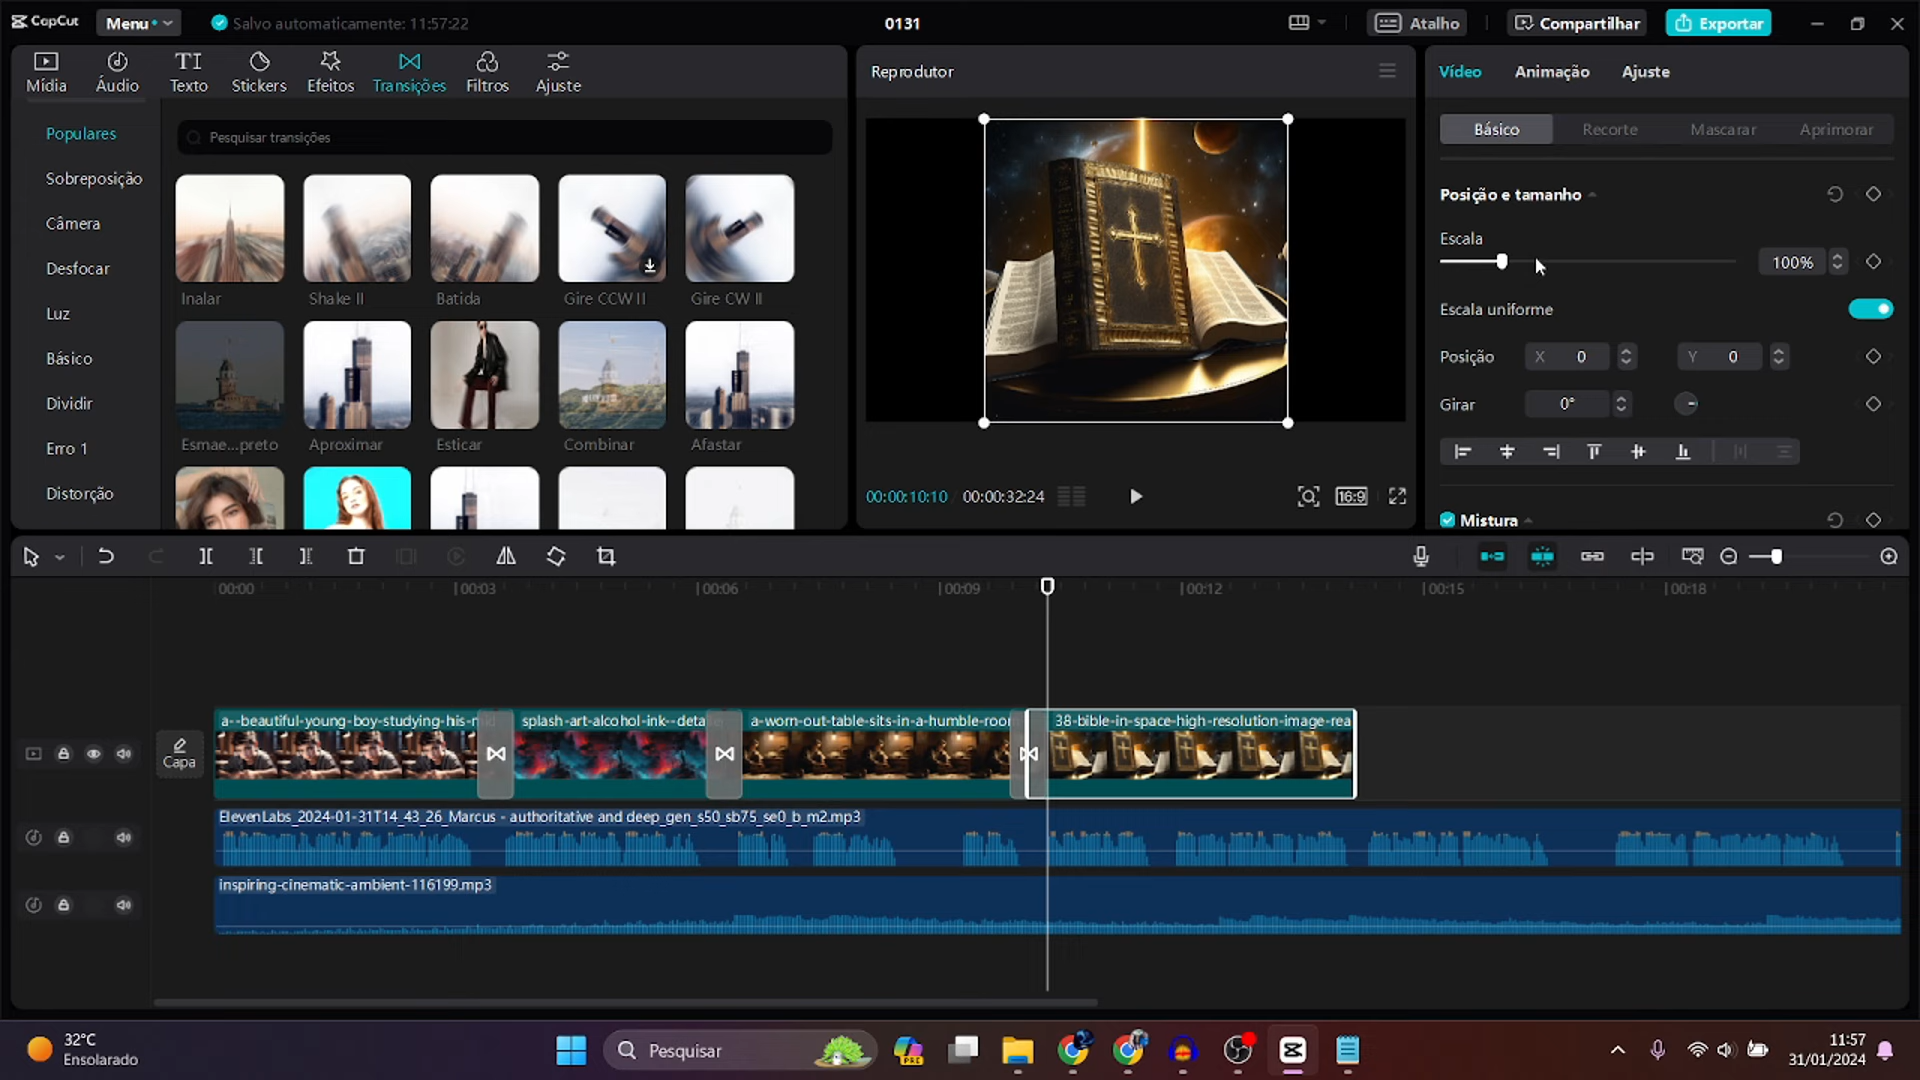 CapCut
Menu
Salvo automaticamente: 11:57:22
0131
Atalho
Compartilhar
Exportar
Mídia
Áudio
Texto
Stickers
Efeitos
Transições
Filtros
Ajuste
Populares
Sobreposição
Câmera
Desfocar
Luz
Básico
Dividir
Erro 1
Distorção
Pesquisar transições
Inalar
Shake II
Batida
Gire CCW II
Gire CW II
Esmae...preto
Aproximar
Esticar
Combinar
Afastar
Reprodutor
00:00:10:10
00:00:32:24
16:9
Vídeo
Animação
Ajuste
Básico
Recorte
Mascarar
Aprimorar
Posição e tamanho
Escala
100%
Escala uniforme
Posição
X 0
Y 0
Girar
0°
Mistura
00:00
00:03
00:06
00:09
00:12
00:15
00:18
Capa
a--beautiful-young-boy-studying-his-m
splash-art-alcohol-ink--deta
a-worn-out-table-sits-in-a-humble-room
38-bible-in-space-high-resolution-image-rea
ElevenLabs_2024-01-31T14_43_26_Marcus - authoritative and deep_gen_s50_sb75_se0_b_m2.mp3
inspiring-cinematic-ambient-116199.mp3
32°C
Ensolarado
Pesquisar
PRE
11:57
31/01/2024